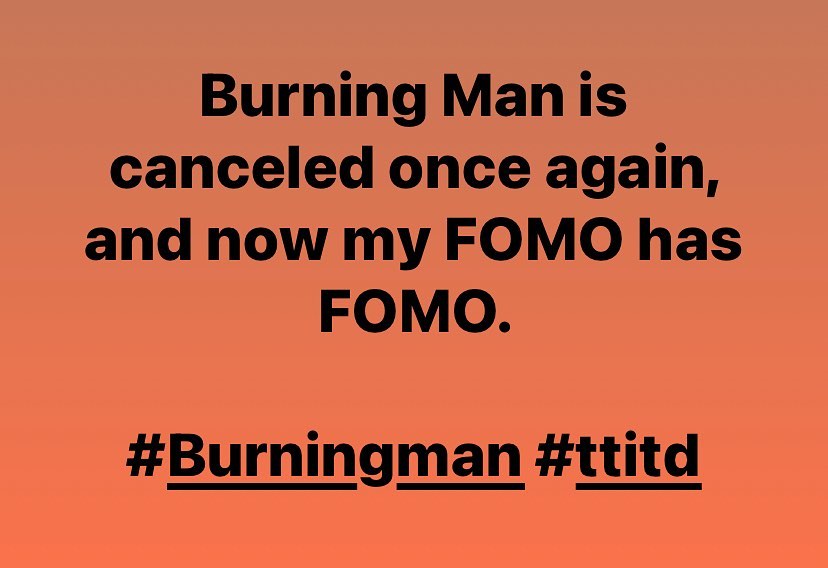 Burning Man is
canceled once again,
and now my FOMO has
FOMO.
#Burningman #ttitd